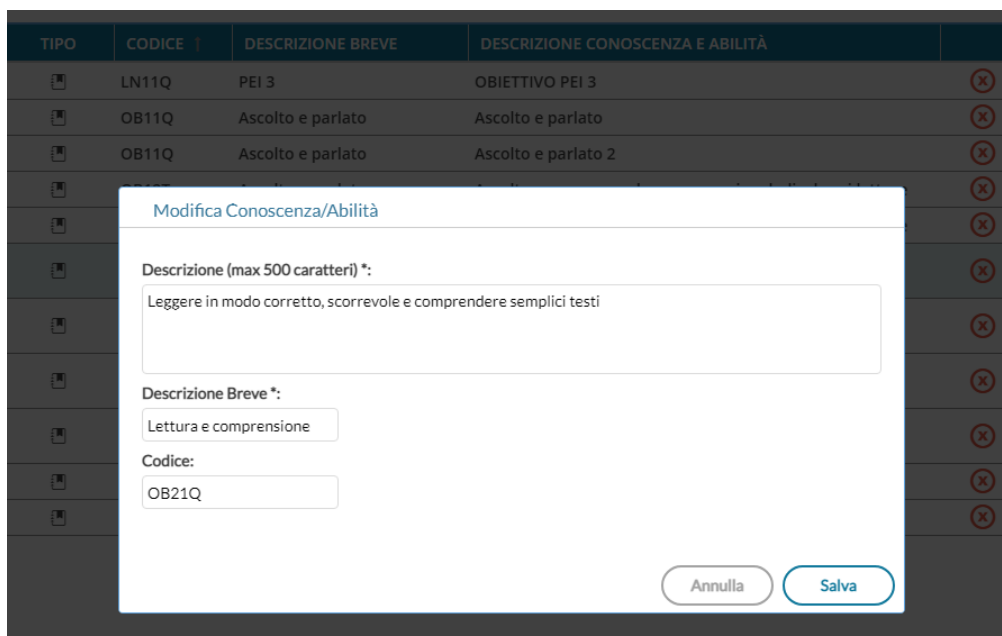 TIPO CODICE DESCRIZIONE BREVE DESCRIZIONE CONOSCENZA E ABILITÀ
LN11Q PEI 3 OBIETTIVO PEI 3
OB11Q Ascolto e parlato Ascolto e parlato
OB11Q Ascolto e parlato Ascolto e parlato 2
Modifica Conoscenza/Abilità
Descrizione (max 500 caratteri) *:
Leggere in modo corretto, scorrevole e comprendere semplici testi
Descrizione Breve *:
Lettura e comprensione
Codice:
OB21Q
Annulla Salva